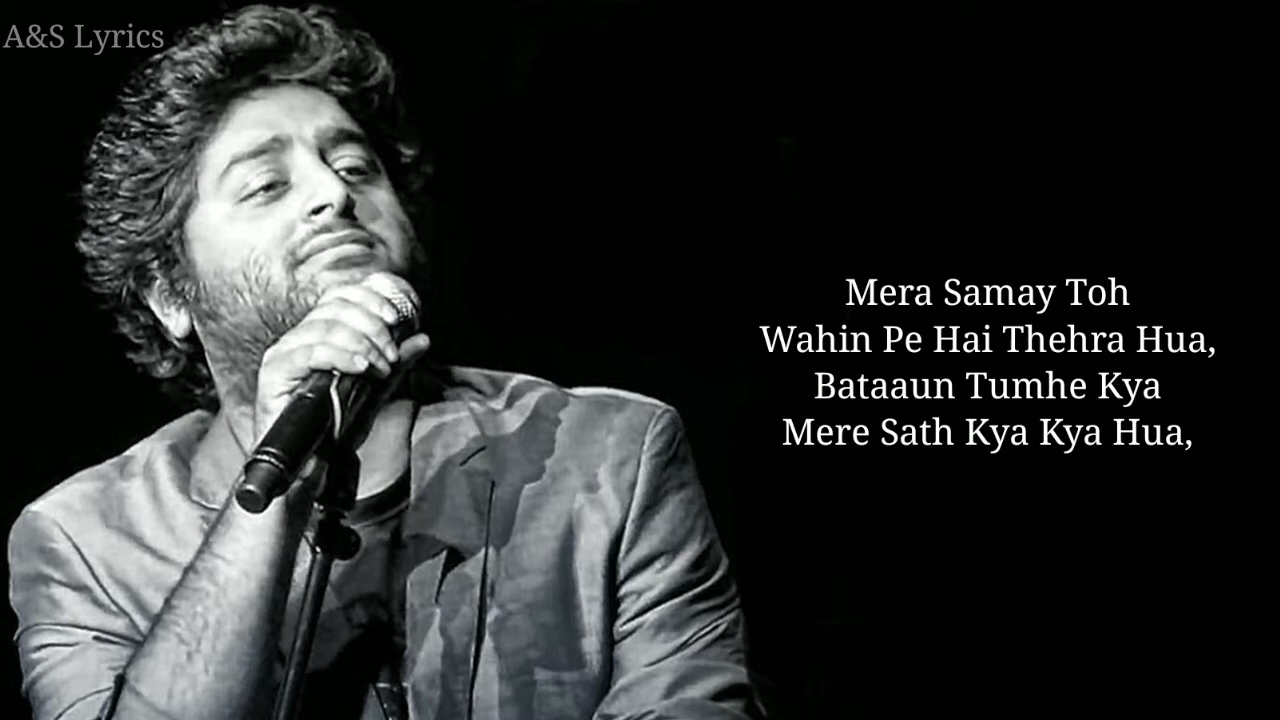 A&S Lyrics
Mera Samay Toh
Wahin Pe Hai Thehra Hua,
Bataaun Tumhe Kya
Mere Sath Kya Kya Hua,